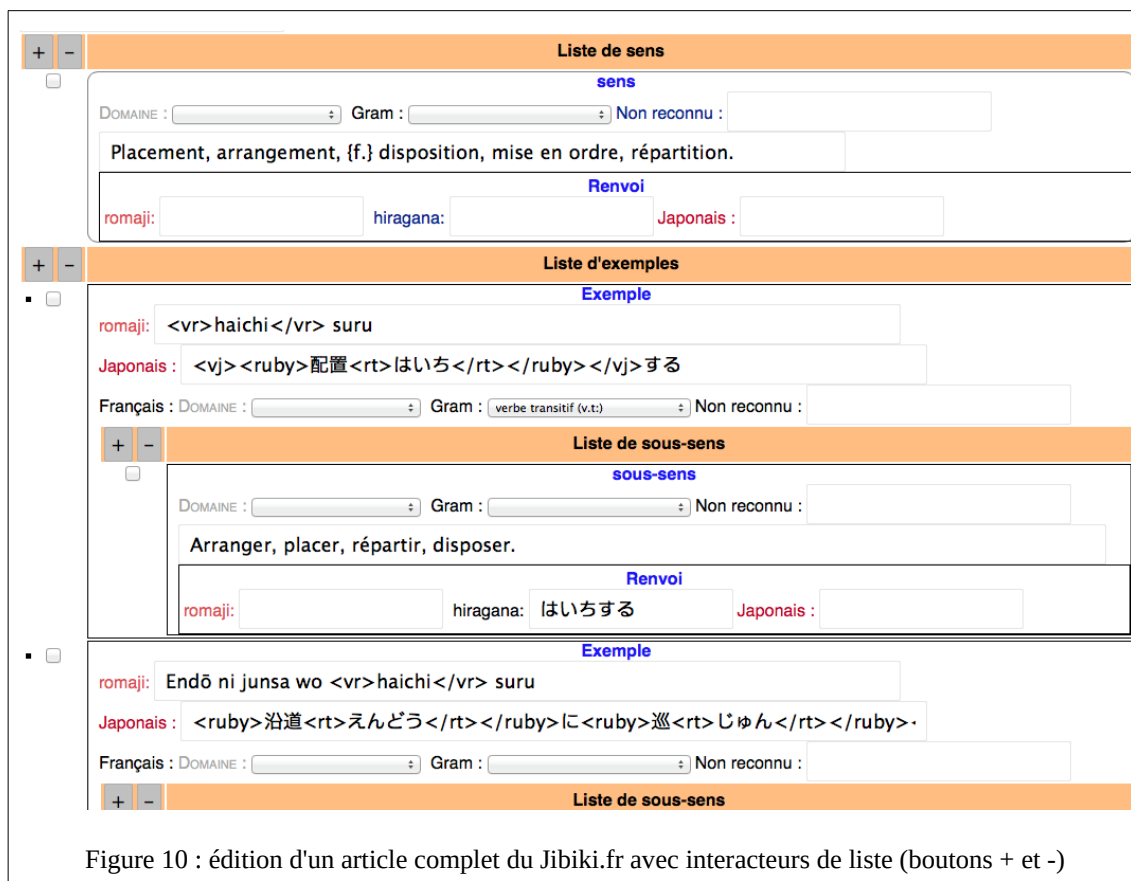 + - Liste de sens
sens
DOMAINE : Gram : Non reconnu :
Placement, arrangement, {f.} disposition, mise en ordre, répartition.
Renvoi
romaji: hiragana: Japonais :
+ - Liste d'exemples
Exemple
romaji: <vr>haichi</vr> suru
Japonais : <vj><ruby>配置<rt>はいち</rt></ruby></vj>する
Français : DOMAINE : Gram : verbe transitif (v.t:) Non reconnu :
+ - Liste de sous-sens
sous-sens
DOMAINE : Gram : Non reconnu :
Arranger, placer, répartir, disposer.
Renvoi
romaji: hiragana: はいちする Japonais :
Exemple
romaji: Endō ni junsa wo <vr>haichi</vr> suru
Japonais : <ruby>沿道<rt>えんどう</rt></ruby>に<ruby>巡<rt>じゅん</rt></ruby>
Français : DOMAINE : Gram : Non reconnu :
+ - Liste de sous-sens
Figure 10 : édition d'un article complet du Jibiki.fr avec interacteurs de liste (boutons + et -)